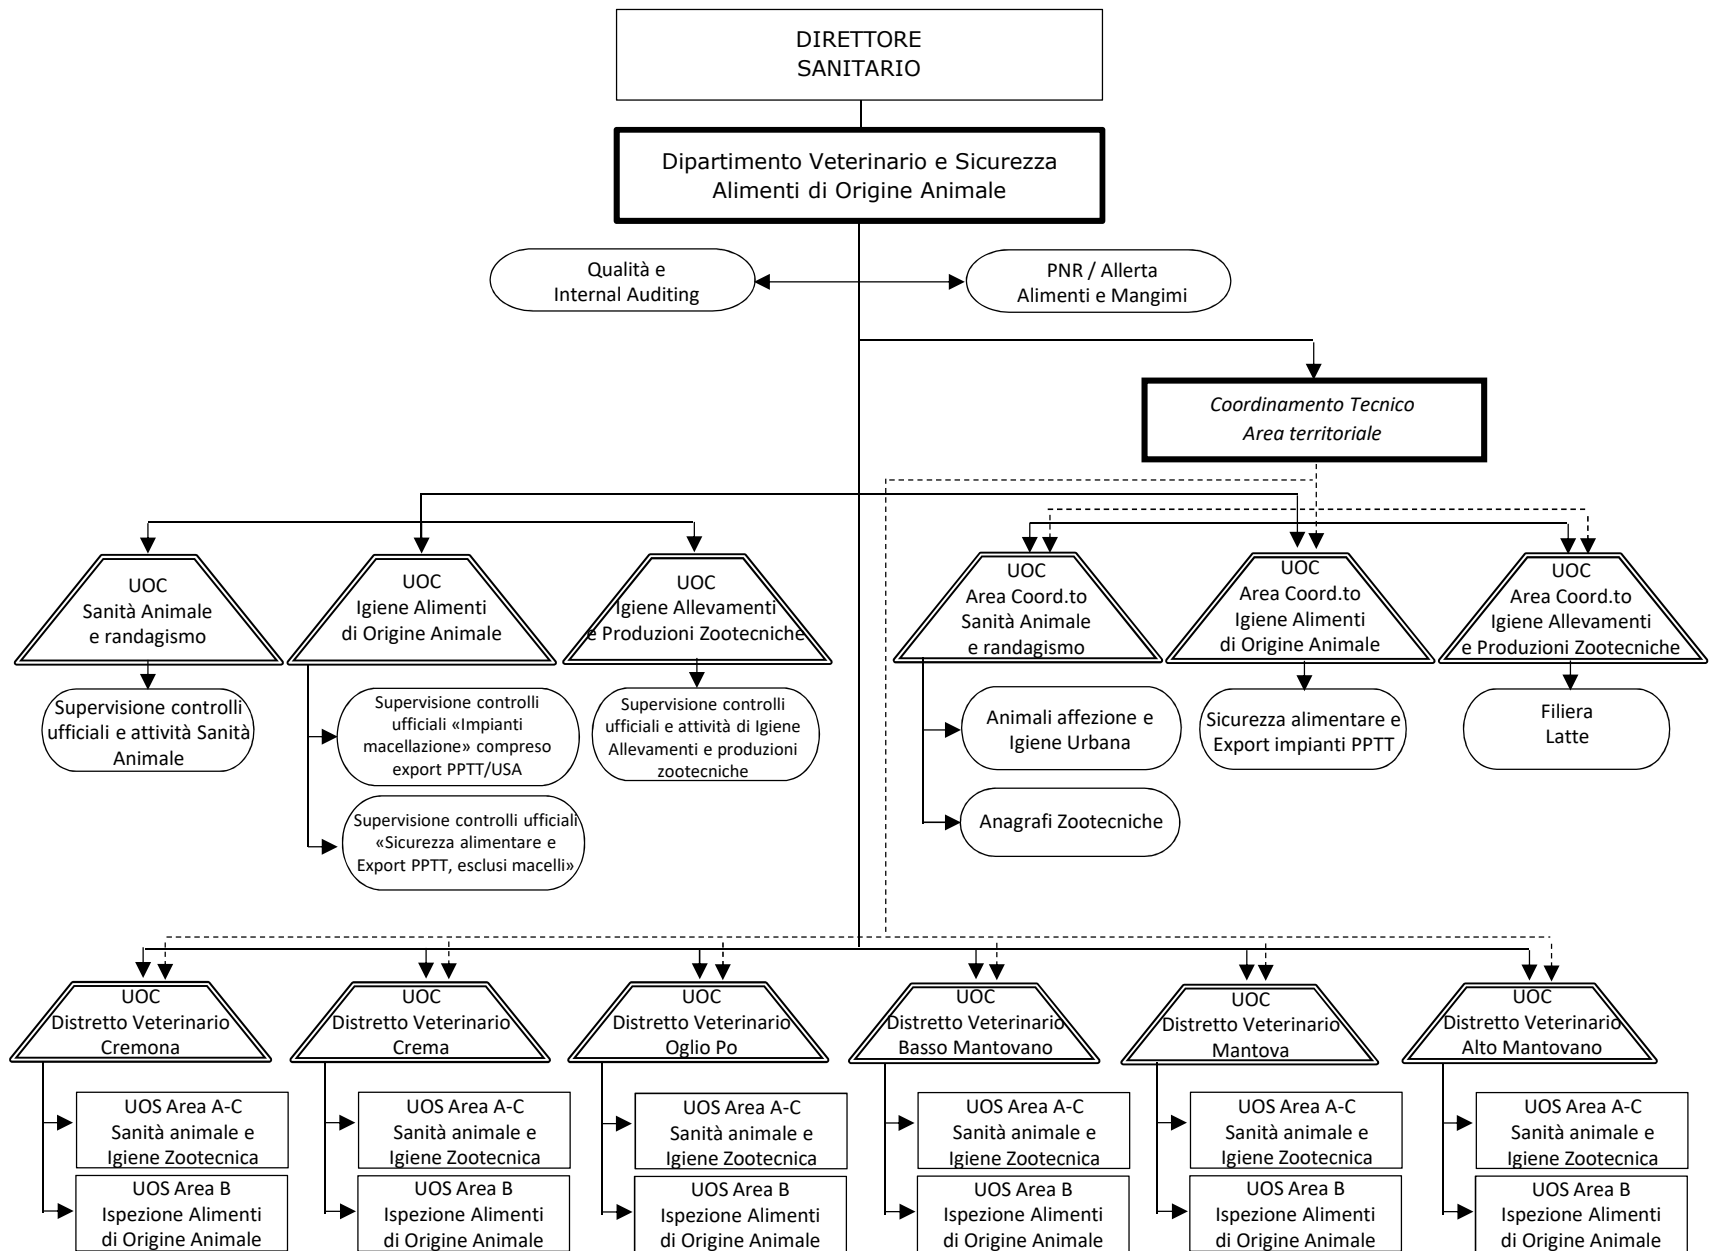 DIRETTORE
SANITARIO
Dipartimento Veterinario e Sicurezza
Alimenti di Origine Animale
Qualità e
Internal Auditing
PNR / Allerta
Alimenti e Mangimi
Coordinamento Tecnico
Area territoriale
UOC
Sanità Animale
e randagismo
UOC
Igiene Alimenti
di Origine Animale
UOC
Igiene Allevamenti
e Produzioni Zootecniche
UOC
Area Coord.to
Sanità Animale
e randagismo
UOC
Area Coord.to
Igiene Alimenti
di Origine Animale
UOC
Area Coord.to
Igiene Allevamenti
e Produzioni Zootecniche
Supervisione controlli
ufficiali e attività Sanità
Animale
Supervisione controlli
ufficiali «Impianti
macellazione» compreso
export PPTT/USA
Supervisione controlli ufficiali
«Sicurezza alimentare e
Export PPTT, esclusi macelli»
Supervisione controlli
ufficiali e attività di Igiene
Allevamenti e produzioni
zootecniche
Animali affezione e
Igiene Urbana
Anagrafi Zootecniche
Sicurezza alimentare e
Export impianti PPTT
Filiera
Latte
UOC
Distretto Veterinario
Cremona
UOC
Distretto Veterinario
Crema
UOC
Distretto Veterinario
Oglio Po
UOC
Distretto Veterinario
Basso Mantovano
UOC
Distretto Veterinario
Mantova
UOC
Distretto Veterinario
Alto Mantovano
UOS Area A-C
Sanità animale e
Igiene Zootecnica
UOS Area A-C
Sanità animale e
Igiene Zootecnica
UOS Area A-C
Sanità animale e
Igiene Zootecnica
UOS Area A-C
Sanità animale e
Igiene Zootecnica
UOS Area A-C
Sanità animale e
Igiene Zootecnica
UOS Area A-C
Sanità animale e
Igiene Zootecnica
UOS Area B
Ispezione Alimenti
di Origine Animale
UOS Area B
Ispezione Alimenti
di Origine Animale
UOS Area B
Ispezione Alimenti
di Origine Animale
UOS Area B
Ispezione Alimenti
di Origine Animale
UOS Area B
Ispezione Alimenti
di Origine Animale
UOS Area B
Ispezione Alimenti
di Origine Animale